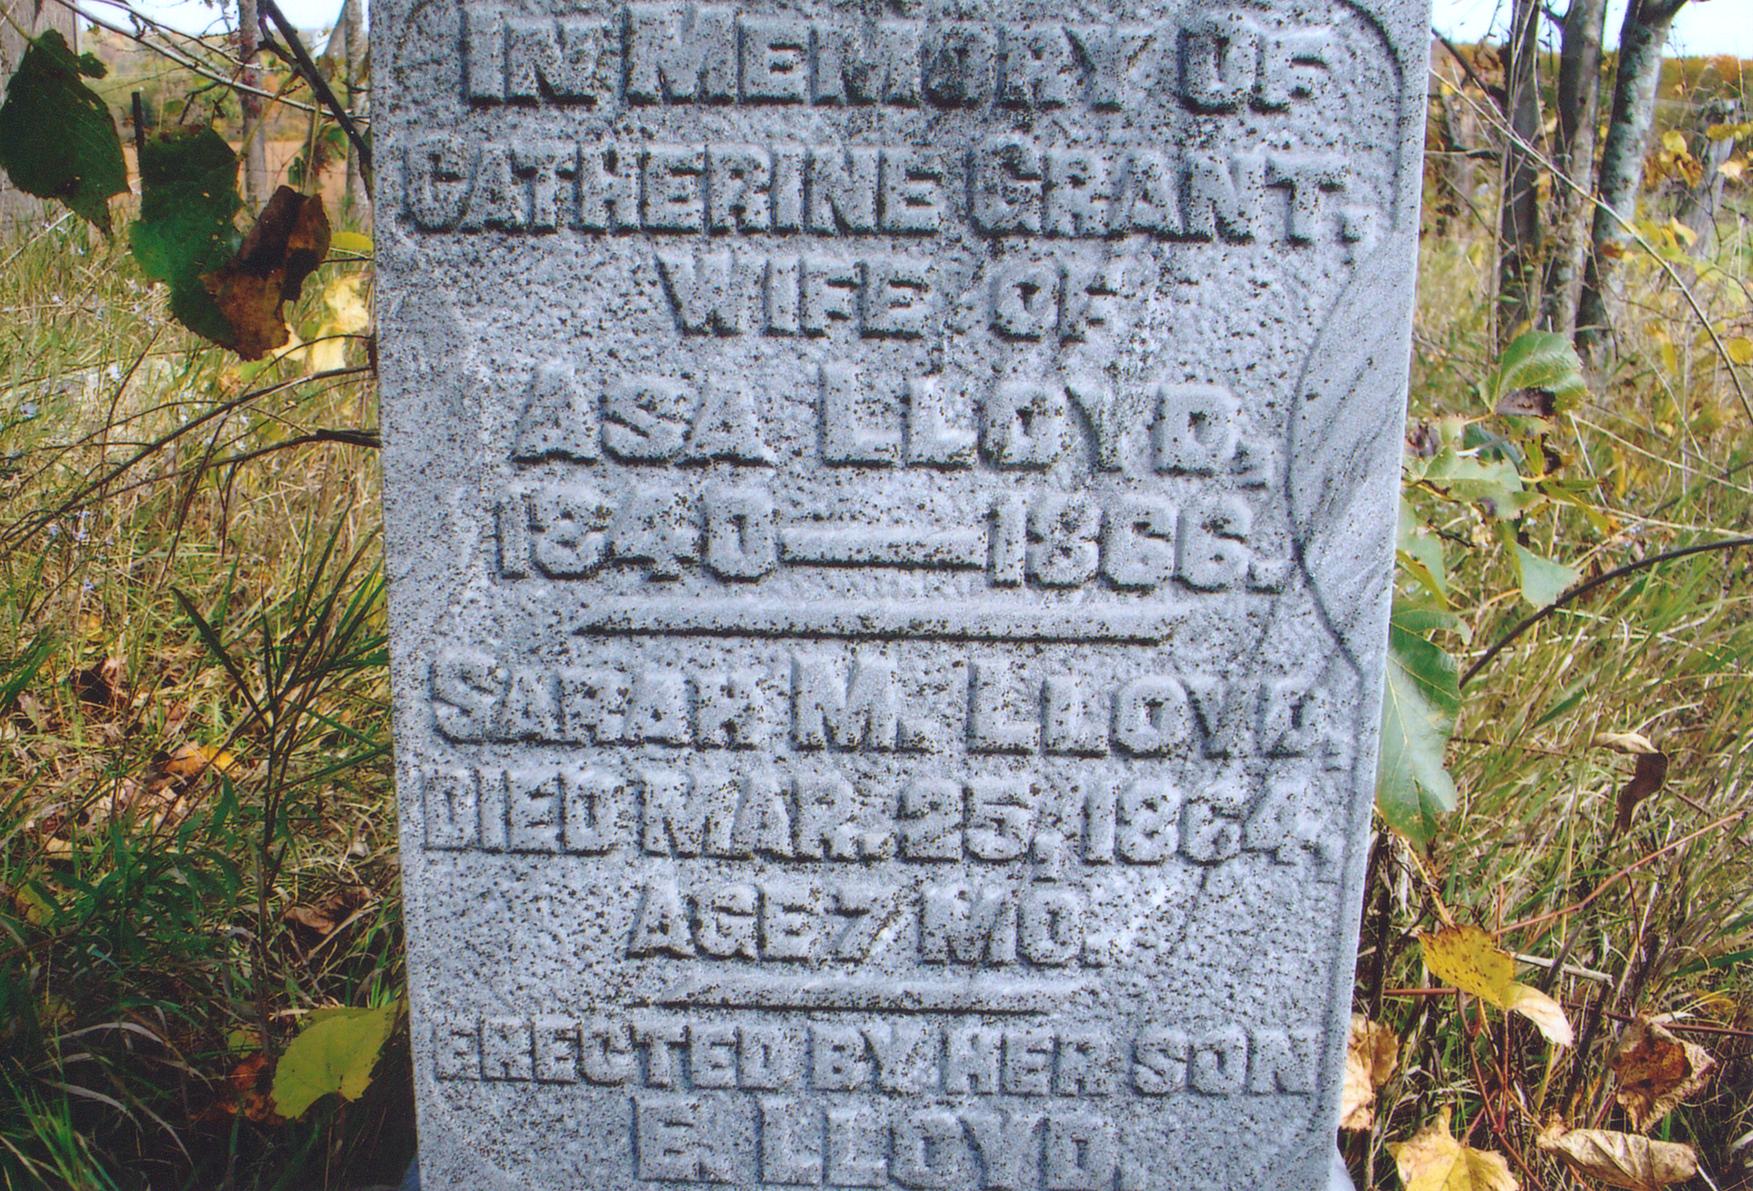 IN MEMORY OF
CATHERINE GRANT.
WIFE OF
ASA LLOYD.
1840—1866.
SARAH M. LLOYD,
DIED MAR. 25, 1864,
AGE 7 MO.
ERECTED BY HER SON
E. LLOYD.